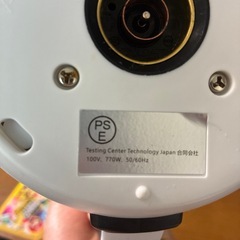 PS
E
Testing Center Technology Japan 合同会社
100V, 770W, 50/60Hz